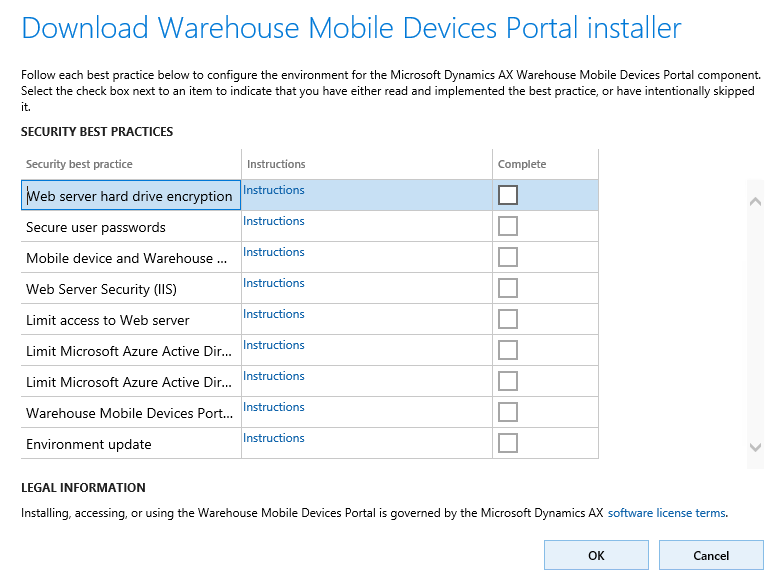 Download Warehouse Mobile Devices Portal installer
Follow each best practice below to configure the environment for the Microsoft Dynamics AX Warehouse Mobile Devices Portal component.
Select the check box next to an item to indicate that you have either read and implemented the best practice, or have intentionally skipped
it.
SECURITY BEST PRACTICES
Security best practice Instructions Complete
Web server hard drive encryption Instructions
Secure user passwords Instructions
Mobile device and Warehouse ... Instructions
Web Server Security (IIS) Instructions
Limit access to Web server Instructions
Limit Microsoft Azure Active Dir... Instructions
Limit Microsoft Azure Active Dir... Instructions
Warehouse Mobile Devices Port... Instructions
Environment update Instructions
LEGAL INFORMATION
Installing, accessing, or using the Warehouse Mobile Devices Portal is governed by the Microsoft Dynamics AX software license terms.
OK Cancel